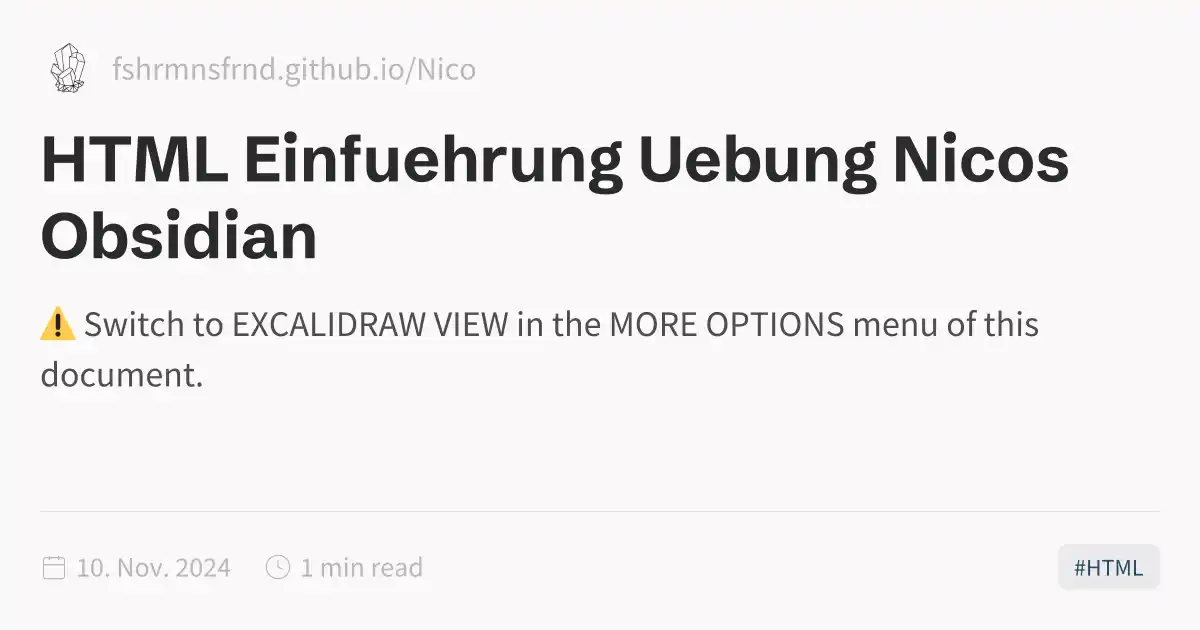 fshrmnsfrnd.github.io/Nico
HTML Einfuehrung Uebung Nicos
Obsidian
⚠️ Switch to EXCALIDRAW VIEW in the MORE OPTIONS menu of this
document.
10. Nov. 2024 1 min read #HTML